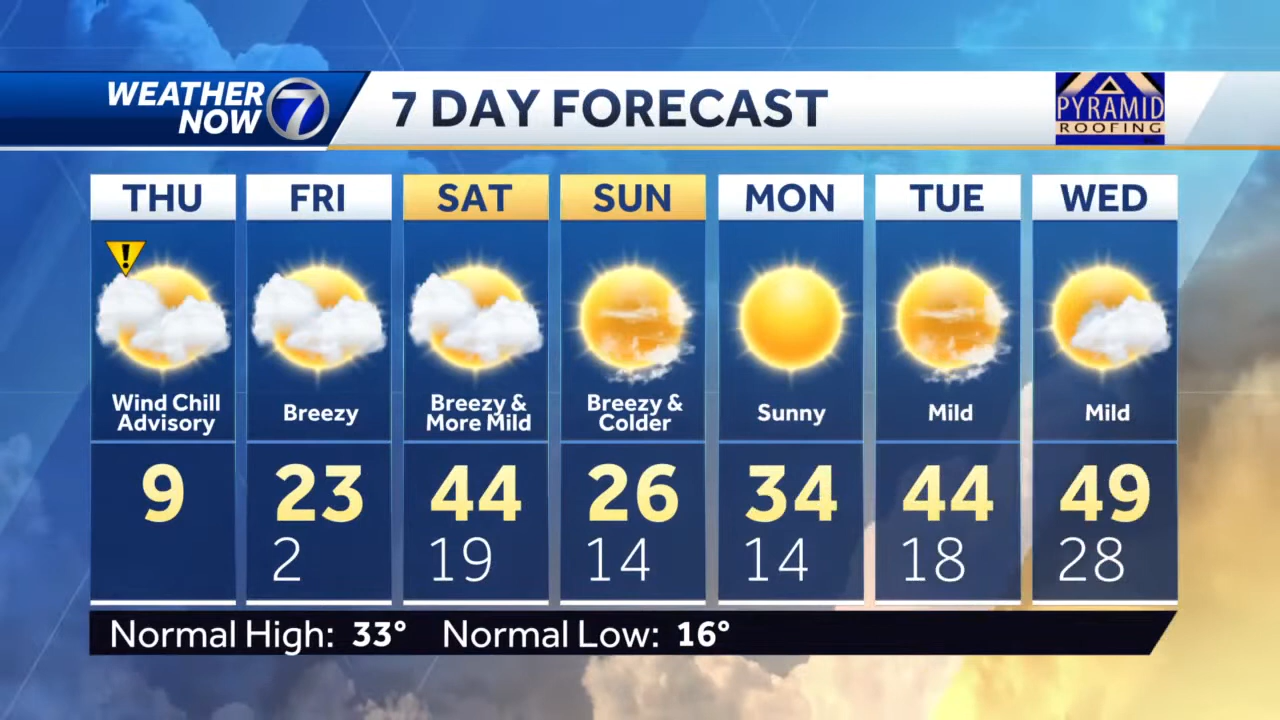 WEATHER
NOW
7
7 DAY FORECAST
PYRAMID
ROOFING
THU FRI SAT SUN MON TUE WED
!
Wind Chill
Advisory
Breezy
Breezy &
More Mild
Breezy &
Colder
Sunny
Mild
Mild
9 23 44 26 34 44 49
2 19 14 14 18 28
Normal High: 33° Normal Low: 16°